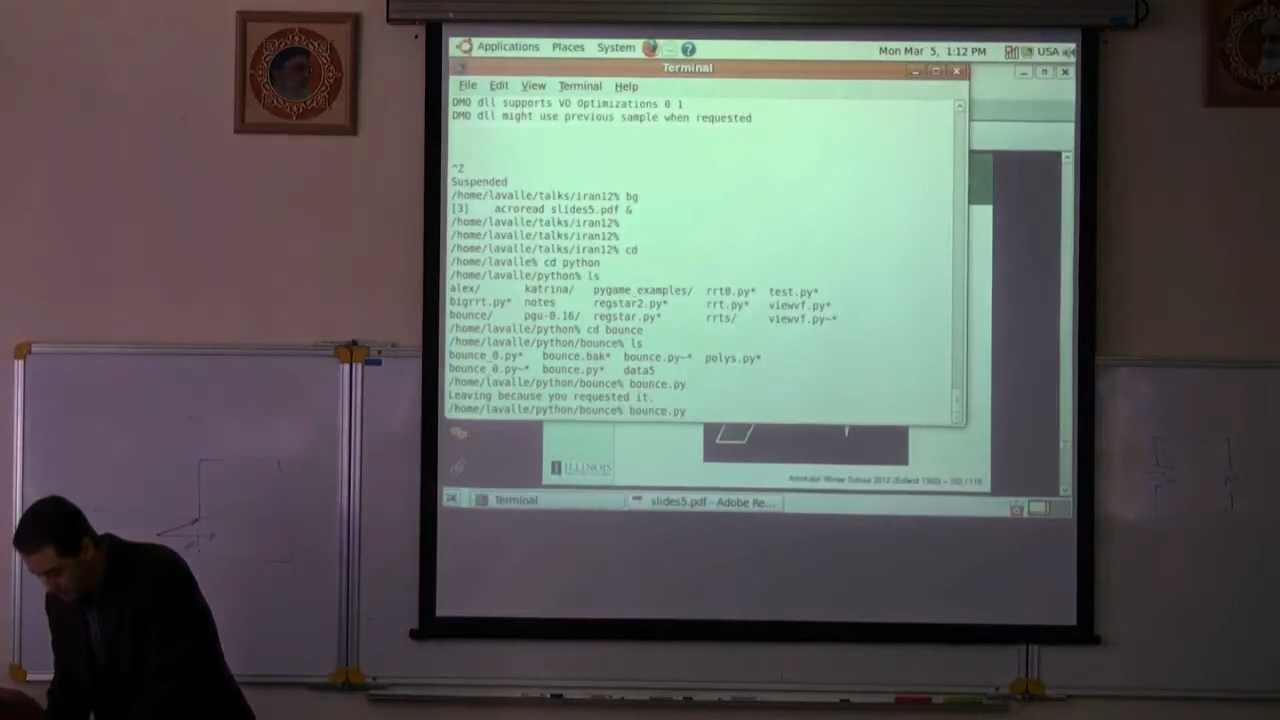 Applications Places System
Mon Mar 5, 1:12 PM USA
Terminal
File Edit View Terminal Help
DMO dll supports VO Optimizations 0 1
DMO dll might use previous sample when requested
^Z
Suspended
/home/lavalle/talks/iran12% bg
[3] acroread slides5.pdf &
/home/lavalle/talks/iran12%
/home/lavalle/talks/iran12%
/home/lavalle/talks/iran12% cd
/home/lavalle% cd python
/home/lavalle/python% ls
alex/ katrina/ pygame_examples/ rrt0.py* test.py*
bigrrt.py* notes regstar2.py* rrt.py* viewvf.py*
bounce/ pgu-0.16/ regstar.py* rrts/ viewvf.py~*
/home/lavalle/python% cd bounce
/home/lavalle/python/bounce% ls
bounce_0.py* bounce.bak* bounce.py~* polys.py*
bounce_0.py~* bounce.py* data5
/home/lavalle/python/bounce% bounce.py
Leaving because you requested it.
/home/lavalle/python/bounce% bounce.py
ILLINOIS
Winter School 2012
/ 116
Terminal
slides5.pdf - Adobe Re...